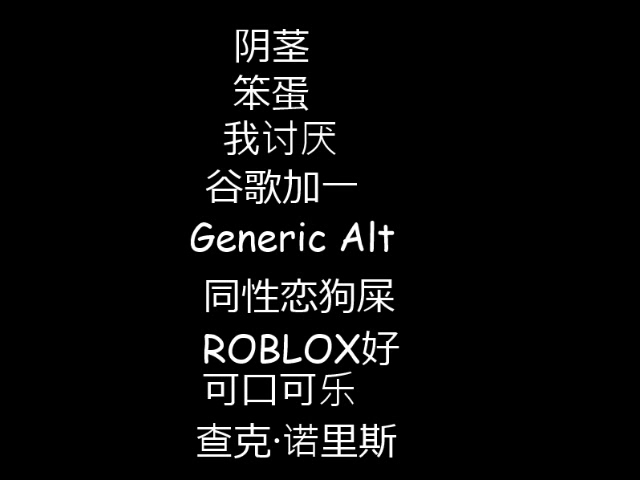 阴茎
笨蛋
我讨厌
谷歌加一
Generic Alt
同性恋狗屎
ROBLOX好
可口可乐
查克·诺里斯